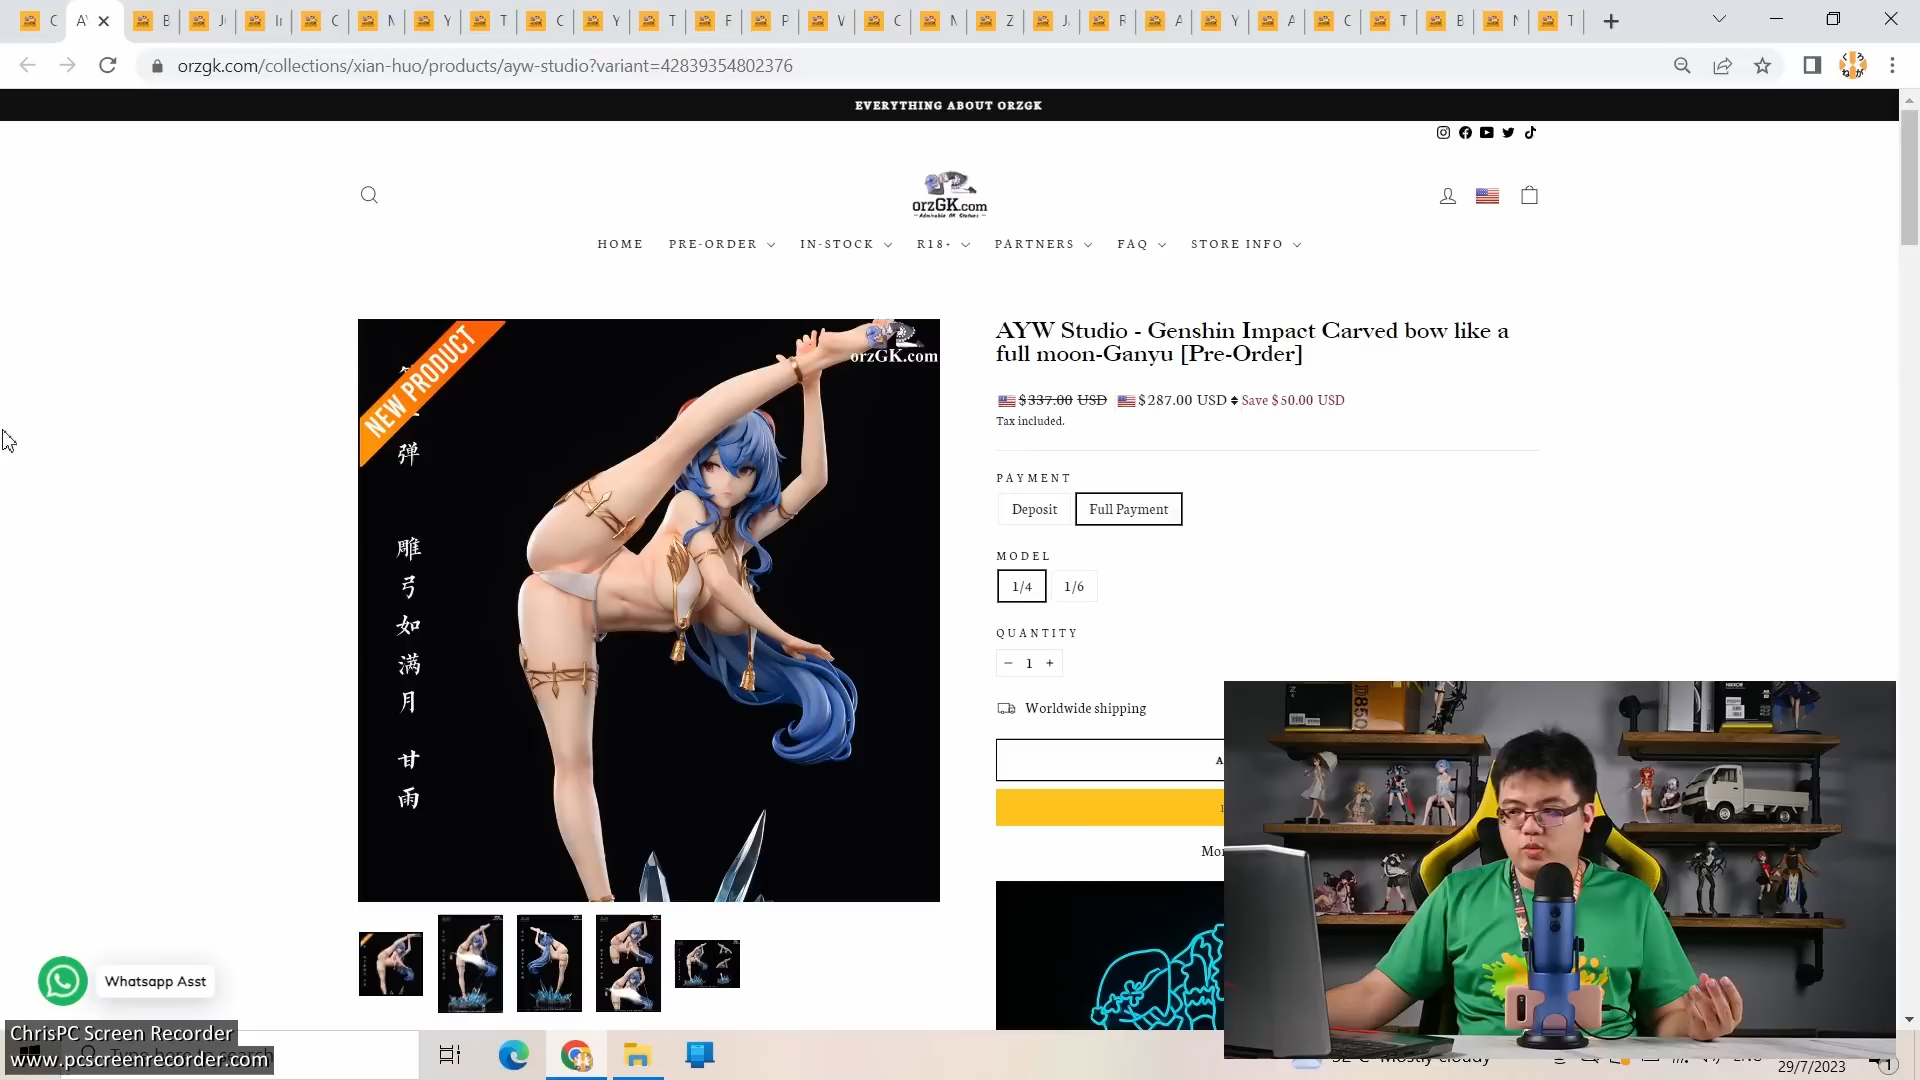 orzgk.com/collections/xian-huo/products/ayw-studio?variant=42839354802376
EVERYTHING ABOUT ORZGK
orzGK.com
HOME
PRE-ORDER
IN-STOCK
R18+
PARTNERS
FAQ
STORE INFO
NEW PRODUCT
orzGK.com
弹
雕弓如满月
甘雨
AYW Studio - Genshin Impact Carved bow like a
full moon-Ganyu [Pre-Order]
$337.00 USD $287.00 USD Save $50.00 USD
Tax included.
PAYMENT
Deposit
Full Payment
MODEL
1/4
1/6
QUANTITY
− 1 +
Worldwide shipping
D850
Whatsapp Asst
ChrisPC Screen Recorder
www.pcscreenrecorder.com
Mostly cloudy
29/7/2023